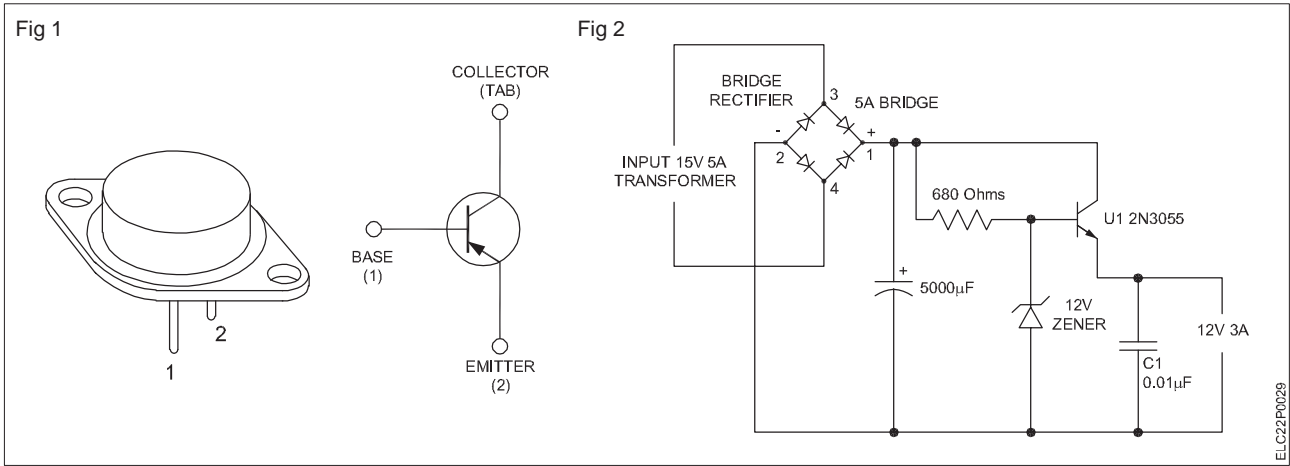 Fig 1
COLLECTOR
(TAB)
BASE
(1)
EMITTER
(2)
1
2
Fig 2
BRIDGE
RECTIFIER
3
5A BRIDGE
-
+
2
1
4
INPUT 15V 5A
TRANSFORMER
680 Ohms
U1 2N3055
+
5000µF
12V
ZENER
12V 3A
C1
0.01µF
ELC22P0029